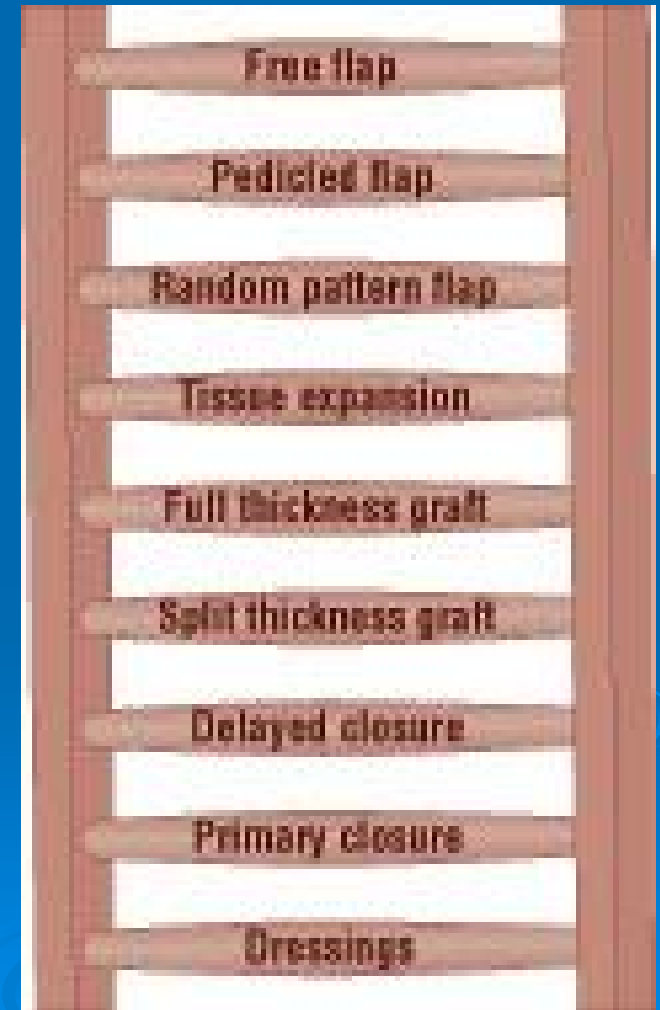 Free flap
Pedicled flap
Random pattern flap
Tissue expansion
Full thickness graft
Split thickness graft
Delayed closure
Primary closure
Dressings